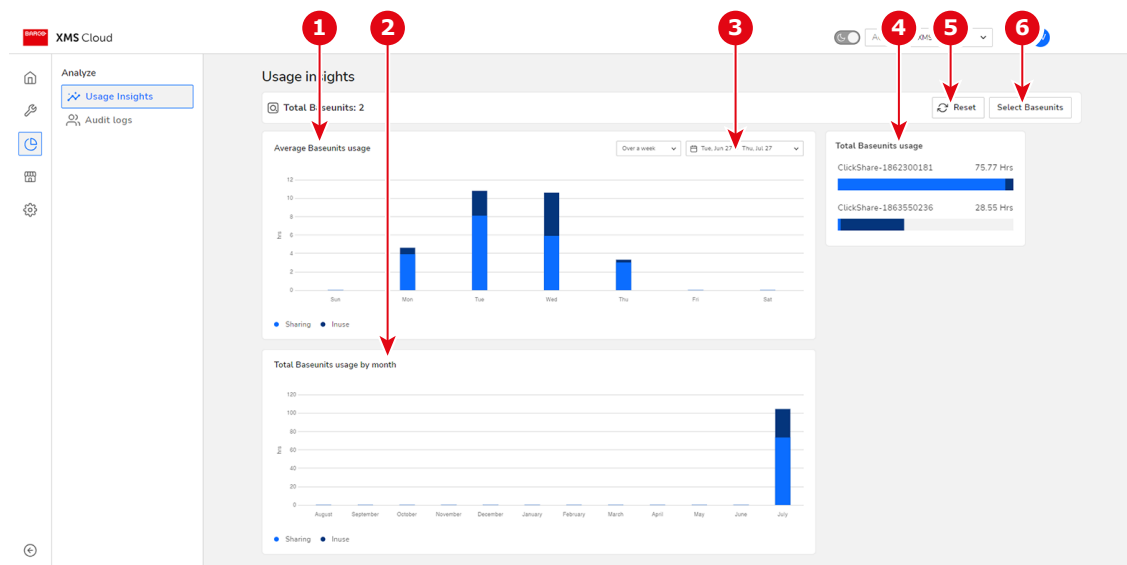 1 2 3 4 5 6
BARCO XMS Cloud
XMS
Analyze
Usage Insights
Audit logs
Usage insights
Total Baseunits: 2
Reset
Select Baseunits
Average Baseunits usage
Over a week
Tue, Jun 27 Thu, Jul 27
12
10
8
6
4
2
0
hrs
Sun Mon Tue Wed Thu Fri Sat
Sharing Inuse
Total Baseunits usage
ClickShare-1862300181 75.77 Hrs
ClickShare-1863550236 28.55 Hrs
Total Baseunits usage by month
120
100
80
60
40
20
0
hrs
August September October November December January February March April May June July
Sharing Inuse